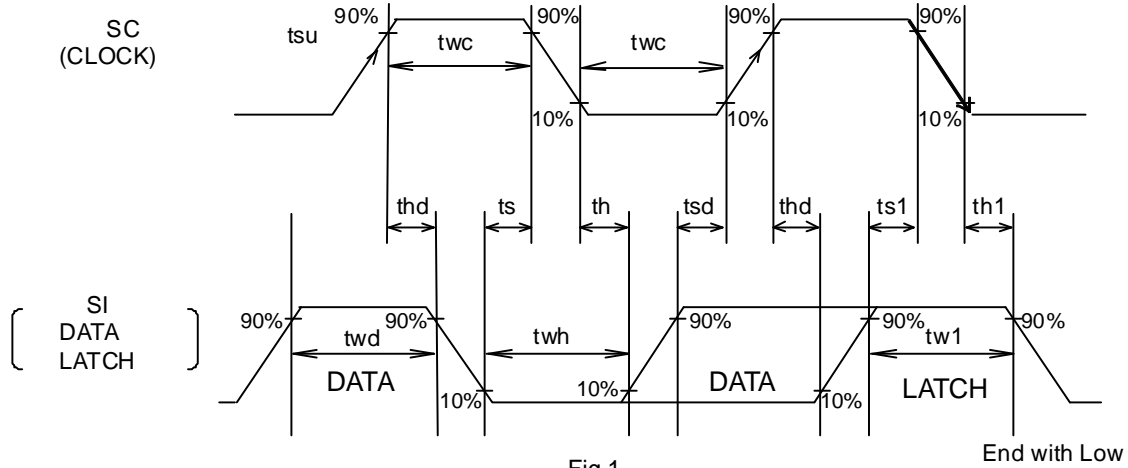 90% 90% 90% 90%
SC
(CLOCK)
tsu
twc twc
10% 10% 10%
thd ts th tsd thd ts1 th1
SI
DATA
LATCH
90% 90% 90% 90% 90%
twd twh tw1
DATA DATA LATCH
10% 10% 10%
End with Low